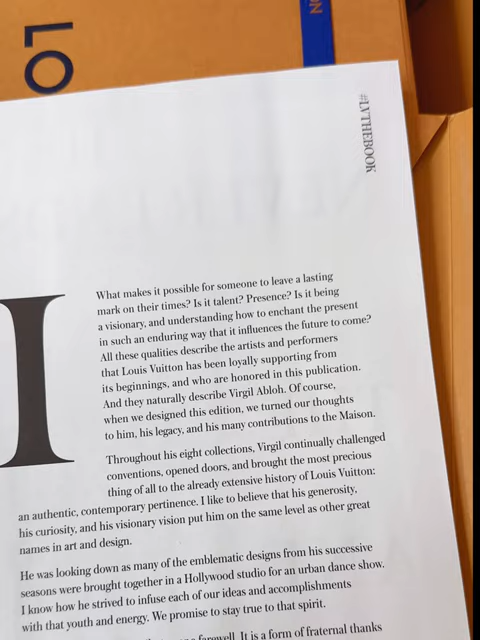 LO
ON
#LVTHEBOOK
I
What makes it possible for someone to leave a lasting
mark on their times? Is it talent? Presence? Is it being
a visionary, and understanding how to enchant the present
in such an enduring way that it influences the future to come?
All these qualities describe the artists and performers
that Louis Vuitton has been loyally supporting from
its beginnings, and who are honored in this publication.
And they naturally describe Virgil Abloh. Of course,
when we designed this edition, we turned our thoughts
to him, his legacy, and his many contributions to the Maison.
Throughout his eight collections, Virgil continually challenged
conventions, opened doors, and brought the most precious
thing of all to the already extensive history of Louis Vuitton:
an authentic, contemporary pertinence. I like to believe that his generosity,
his curiosity, and his visionary vision put him on the same level as other great
names in art and design.
He was looking down as many of the emblematic designs from his successive
seasons were brought together in a Hollywood studio for an urban dance show.
I know how he strived to infuse each of our ideas and accomplishments
with that youth and energy. We promise to stay true to that spirit.
farewell. It is a form of fraternal thanks